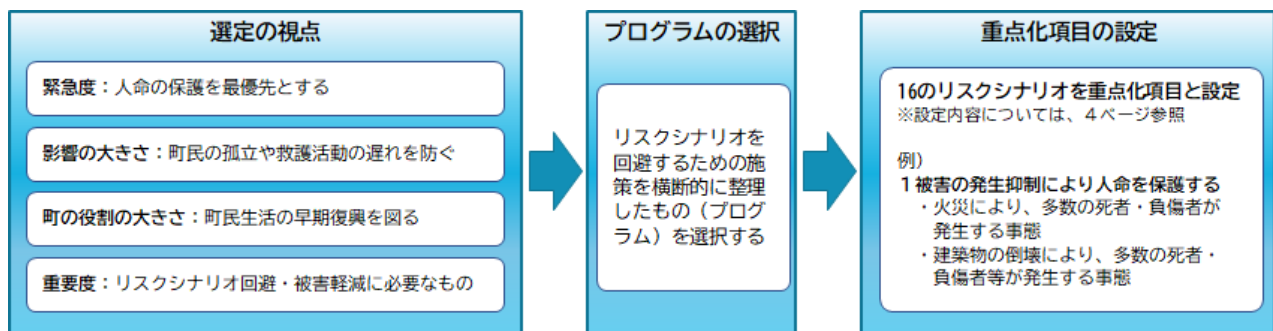 選定の視点
緊急度：人命の保護を最優先とする
影響の大きさ：町民の孤立や救護活動の遅れを防ぐ
町の役割の大きさ：町民生活の早期復興を図る
重要度：リスクシナリオ回避・被害軽減に必要なもの
プログラムの選択
リスクシナリオを
回避するための施
策を横断的に整理
したもの（プログ
ラム）を選択する
重点化項目の設定
16のリスクシナリオを重点化項目と設定
※設定内容については、４ページ参照
例）
１被害の発生抑制により人命を保護する
・火災により、多数の死者・負傷者が
発生する事態
・建築物の倒壊により、多数の死者・
負傷者等が発生する事態